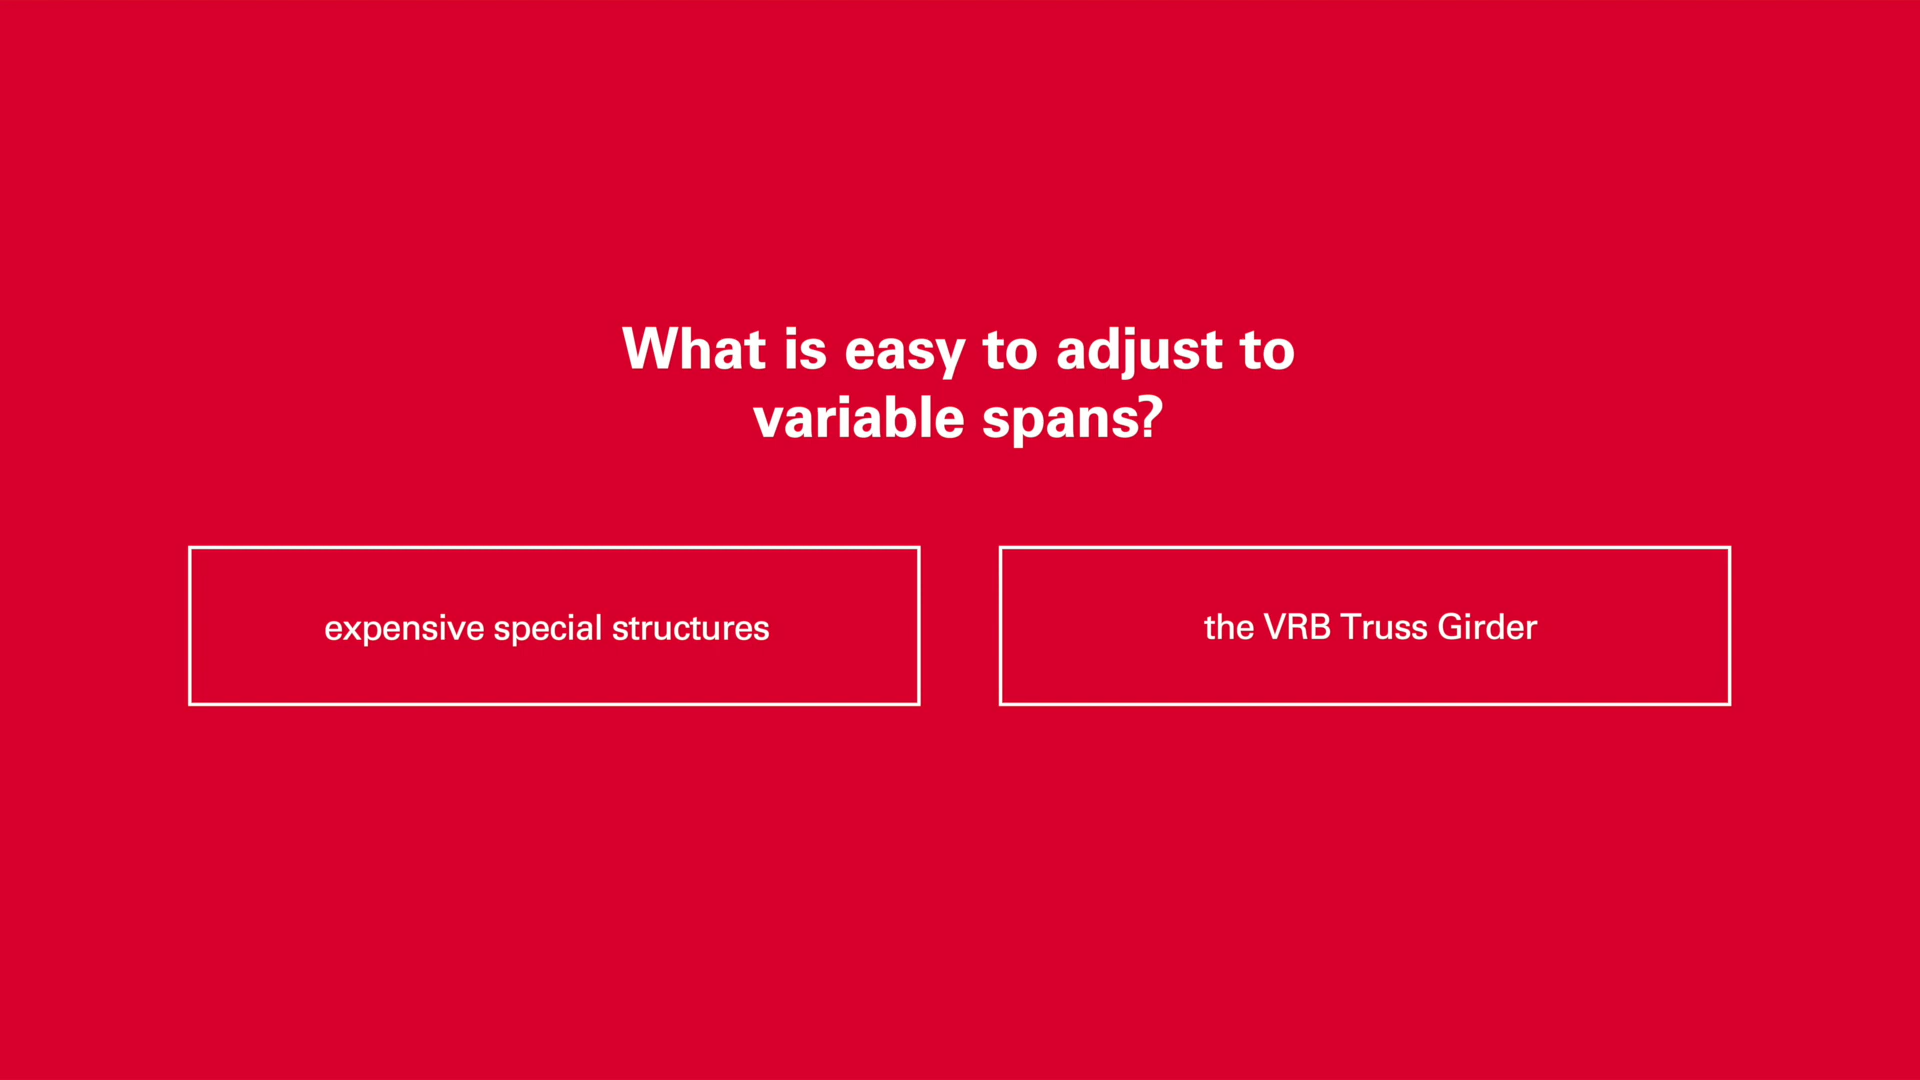 What is easy to adjust to
variable spans?
expensive special structures
the VRB Truss Girder